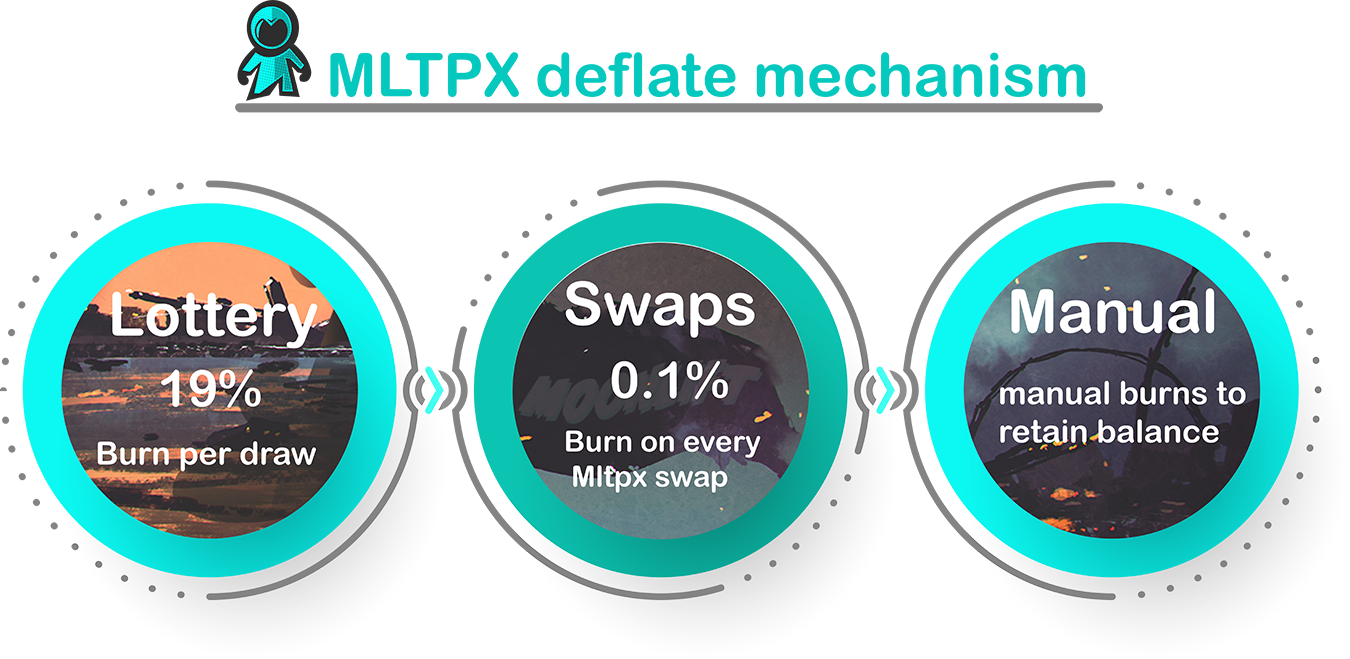 MLTPX deflate mechanism
Lottery
19%
Burn per draw
Swaps
0.1%
Burn on every
Mltpx swap
Manual
manual burns to
retain balance